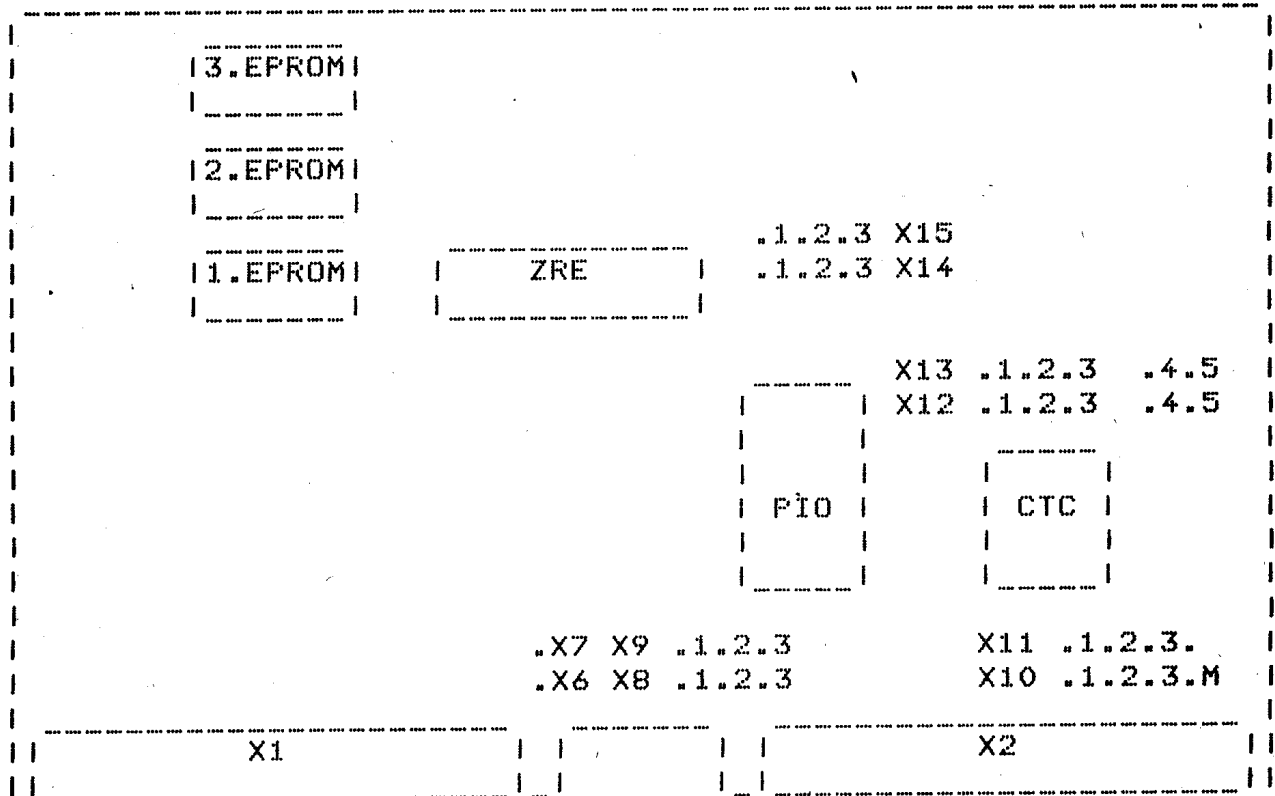 3.EPROM
2.EPROM
.1.2.3 X15
1.EPROM ZRE .1.2.3 X14
X13 .1.2.3 .4.5
X12 .1.2.3 .4.5
PIO CTC
.X7 X9 .1.2.3 X11 .1.2.3.
.X6 X8 .1.2.3 X10 .1.2.3.M
X1 X2